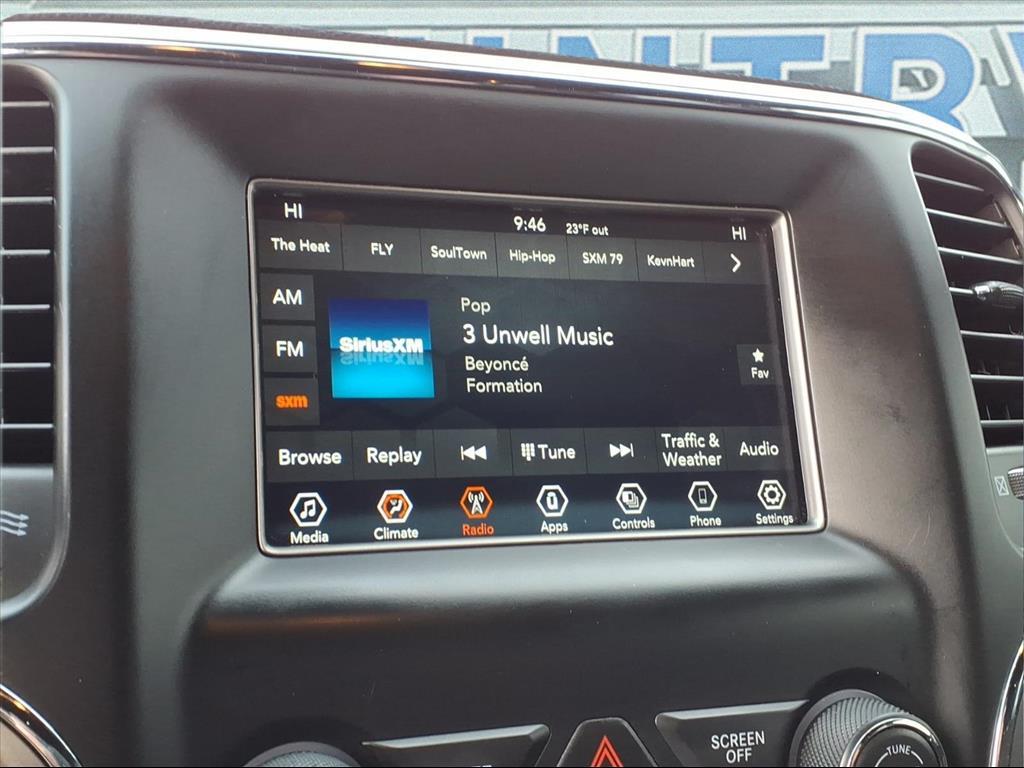 NTRY
HI
9:46 23°F out
HI
The Heat FLY SoulTown Hip-Hop SXM 79 KevnHart
AM
FM
sxm
SiriusXM
Pop
3 Unwell Music
Beyoncé
Formation
Fav
Browse Replay Tune Traffic & Weather Audio
Media Climate Radio Apps Controls Phone Settings
SCREEN
OFF
TUNE